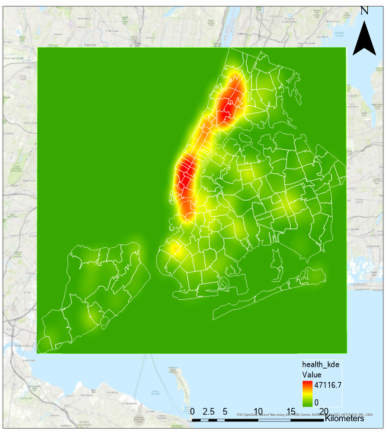 N
health_kde
Value
47116.7
0
0 2.5 5 10 15 20
Kilometers